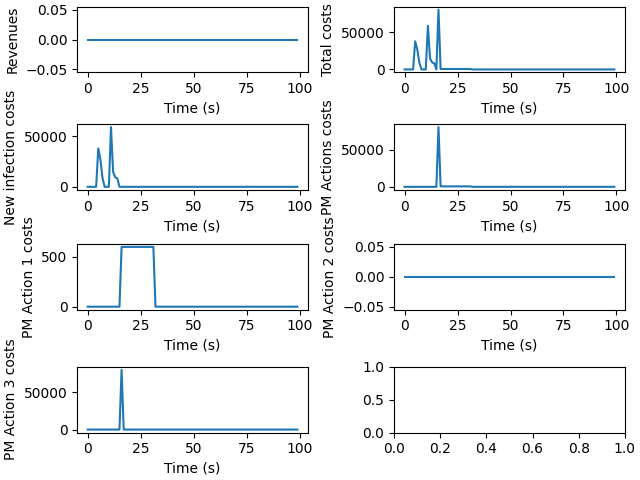 Revenues
0.05
0.00
−0.05
0 25 50 75 100
Time (s)
Total costs
50000
0
0 25 50 75 100
Time (s)
New infection costs
50000
0
0 25 50 75 100
Time (s)
PM Actions costs
50000
0
0 25 50 75 100
Time (s)
PM Action 1 costs
500
0
0 25 50 75 100
Time (s)
PM Action 2 costs
0.05
0.00
−0.05
0 25 50 75 100
Time (s)
PM Action 3 costs
50000
0
0 25 50 75 100
Time (s)
1.0
0.5
0.0
0.0 0.2 0.4 0.6 0.8 1.0